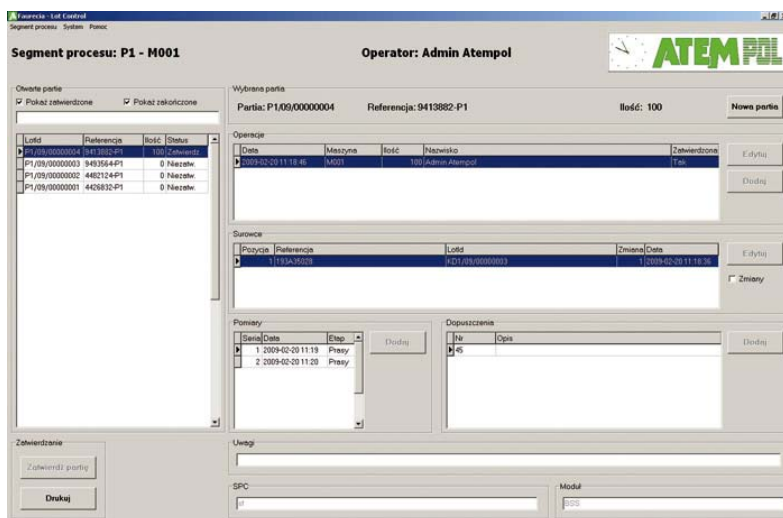 Faurecia - Lot Control
Segment procesu System Pomoc
Segment procesu: P1 - M001
Operator: Admin Atempol
ATEMPOL
Otwarte partie
Pokaż zatwierdzone
Pokaż zakończone
LotId Referencja Ilość Status
P1/09/00000004 9413882-P1 100 Zatwierdz.
P1/09/00000003 9493564-P1 0 Niezatw.
P1/09/00000002 4482124-P1 0 Niezatw.
P1/09/00000001 4426832-P1 0 Niezatw.
Zatwierdzanie
Zatwierdź partię
Drukuj
Wybrana partia
Partia: P1/09/00000004 Referencja: 9413882-P1 Ilość: 100
Nowa partia
Operacje
Data Maszyna Ilość Nazwisko Zatwierdzona
2009-02-20 11:18:46 M001 100 Admin Atempol Tak
Edytuj
Dodaj
Surowce
Pozycja Referencja LotId Zmiana Data
1 193A35028 KD1/09/00000003 1 2009-02-20 11:18:36
Edytuj
Zmiany
Pomiary
Seria Data Etap
1 2009-02-20 11:19 Prasy
2 2009-02-20 11:20 Prasy
Dodaj
Dopuszczenia
Nr Opis
45
Dodaj
Uwagi
SPC
Moduł
BSS